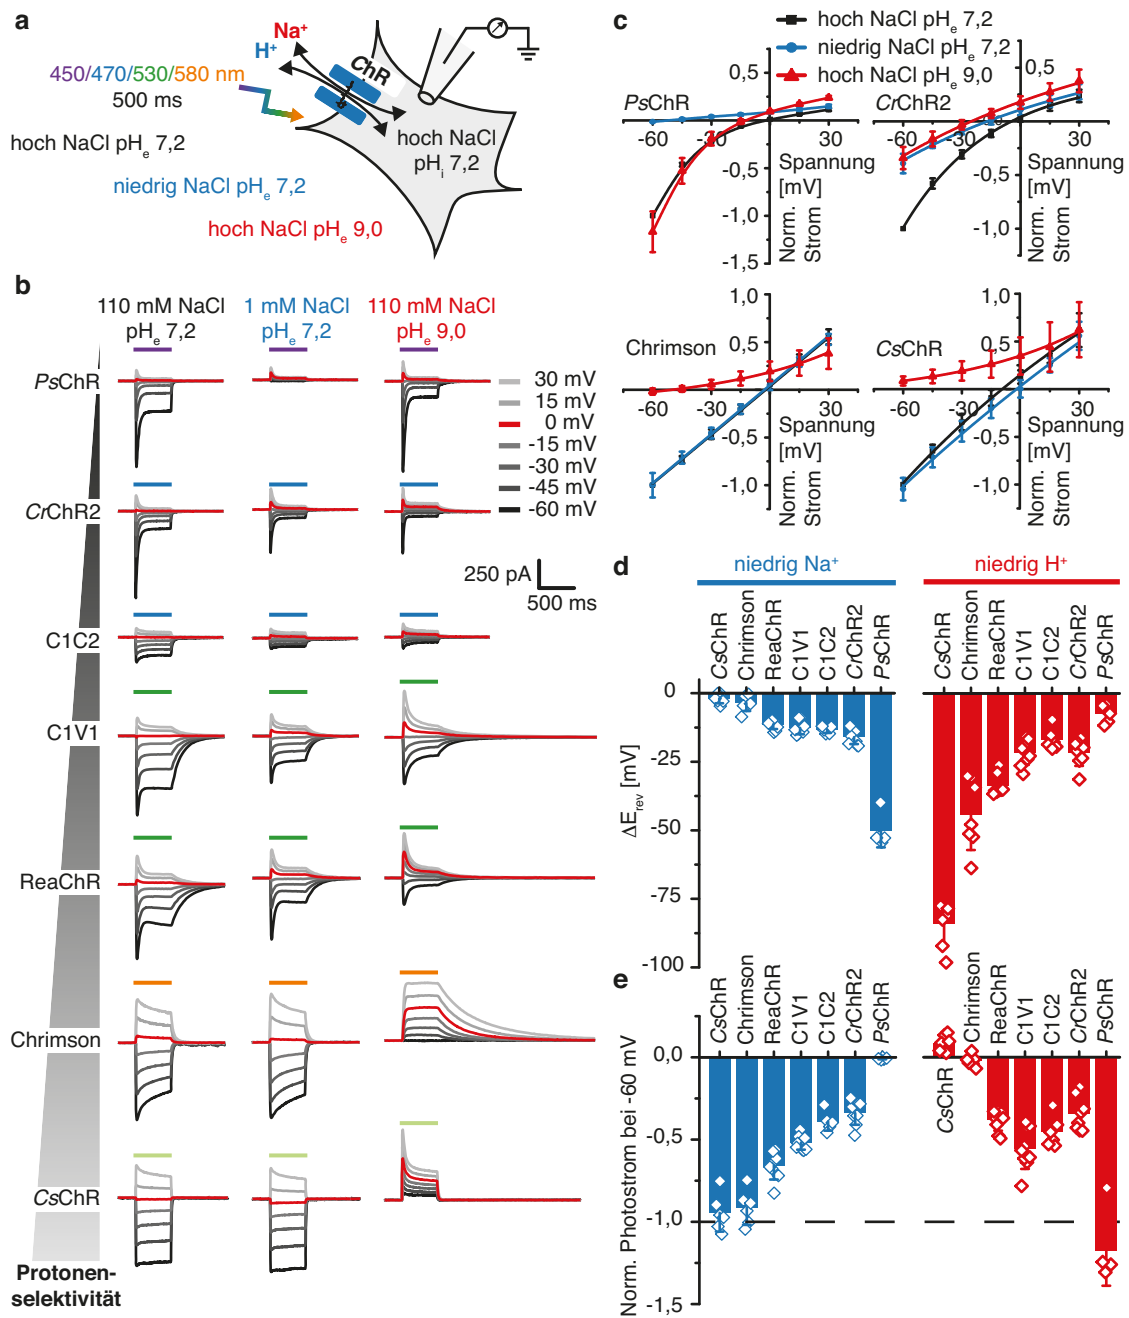 a
Na⁺
H⁺
ChR
450/470/530/580 nm
500 ms
hoch NaCl pHₑ 7,2
niedrig NaCl pHₑ 7,2
hoch NaCl pHₑ 9,0
hoch NaCl
pHᵢ 7,2
b
110 mM NaCl
pHₑ 7,2
1 mM NaCl
pHₑ 7,2
110 mM NaCl
pHₑ 9,0
PsChR
CrChR2
C1C2
C1V1
ReaChR
Chrimson
CsChR
Protonen-
selektivität
30 mV
15 mV
0 mV
-15 mV
-30 mV
-45 mV
-60 mV
250 pA
500 ms
c
hoch NaCl pHₑ 7,2
niedrig NaCl pHₑ 7,2
hoch NaCl pHₑ 9,0
PsChR
0,5
-60
-30
30
-0,5
-1,0
-1,5
Spannung
[mV]
Norm.
Strom
CrChR2
0,5
-60
-30
30
-0,5
-1,0
Spannung
[mV]
Norm.
Strom
Chrimson
1,0
0,5
-60
-30
30
-0,5
-1,0
Spannung
[mV]
Norm.
Strom
CsChR
1,0
0,5
-60
-30
30
-0,5
-1,0
Spannung
[mV]
Norm.
Strom
d
niedrig Na⁺
niedrig H⁺
CsChR
Chrimson
ReaChR
C1V1
C1C2
CrChR2
PsChR
CsChR
Chrimson
ReaChR
C1V1
C1C2
CrChR2
PsChR
0
-25
-50
-75
-100
ΔEᵣₑᵥ [mV]
e
CsChR
Chrimson
ReaChR
C1V1
C1C2
CrChR2
PsChR
CsChR
Chrimson
ReaChR
C1V1
C1C2
CrChR2
PsChR
0,0
-0,5
-1,0
-1,5
Norm. Photostrom bei -60 mV